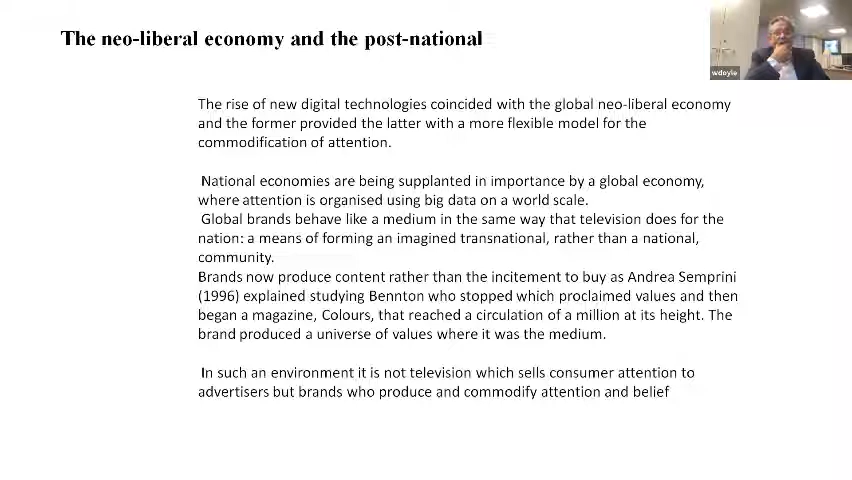 The neo-liberal economy and the post-national
wdoyle
The rise of new digital technologies coincided with the global neo-liberal economy
and the former provided the latter with a more flexible model for the
commodification of attention.
National economies are being supplanted in importance by a global economy,
where attention is organised using big data on a world scale.
Global brands behave like a medium in the same way that television does for the
nation: a means of forming an imagined transnational, rather than a national,
community.
Brands now produce content rather than the incitement to buy as Andrea Semprini
(1996) explained studying Bennton who stopped which proclaimed values and then
began a magazine, Colours, that reached a circulation of a million at its height. The
brand produced a universe of values where it was the medium.
In such an environment it is not television which sells consumer attention to
advertisers but brands who produce and commodify attention and belief